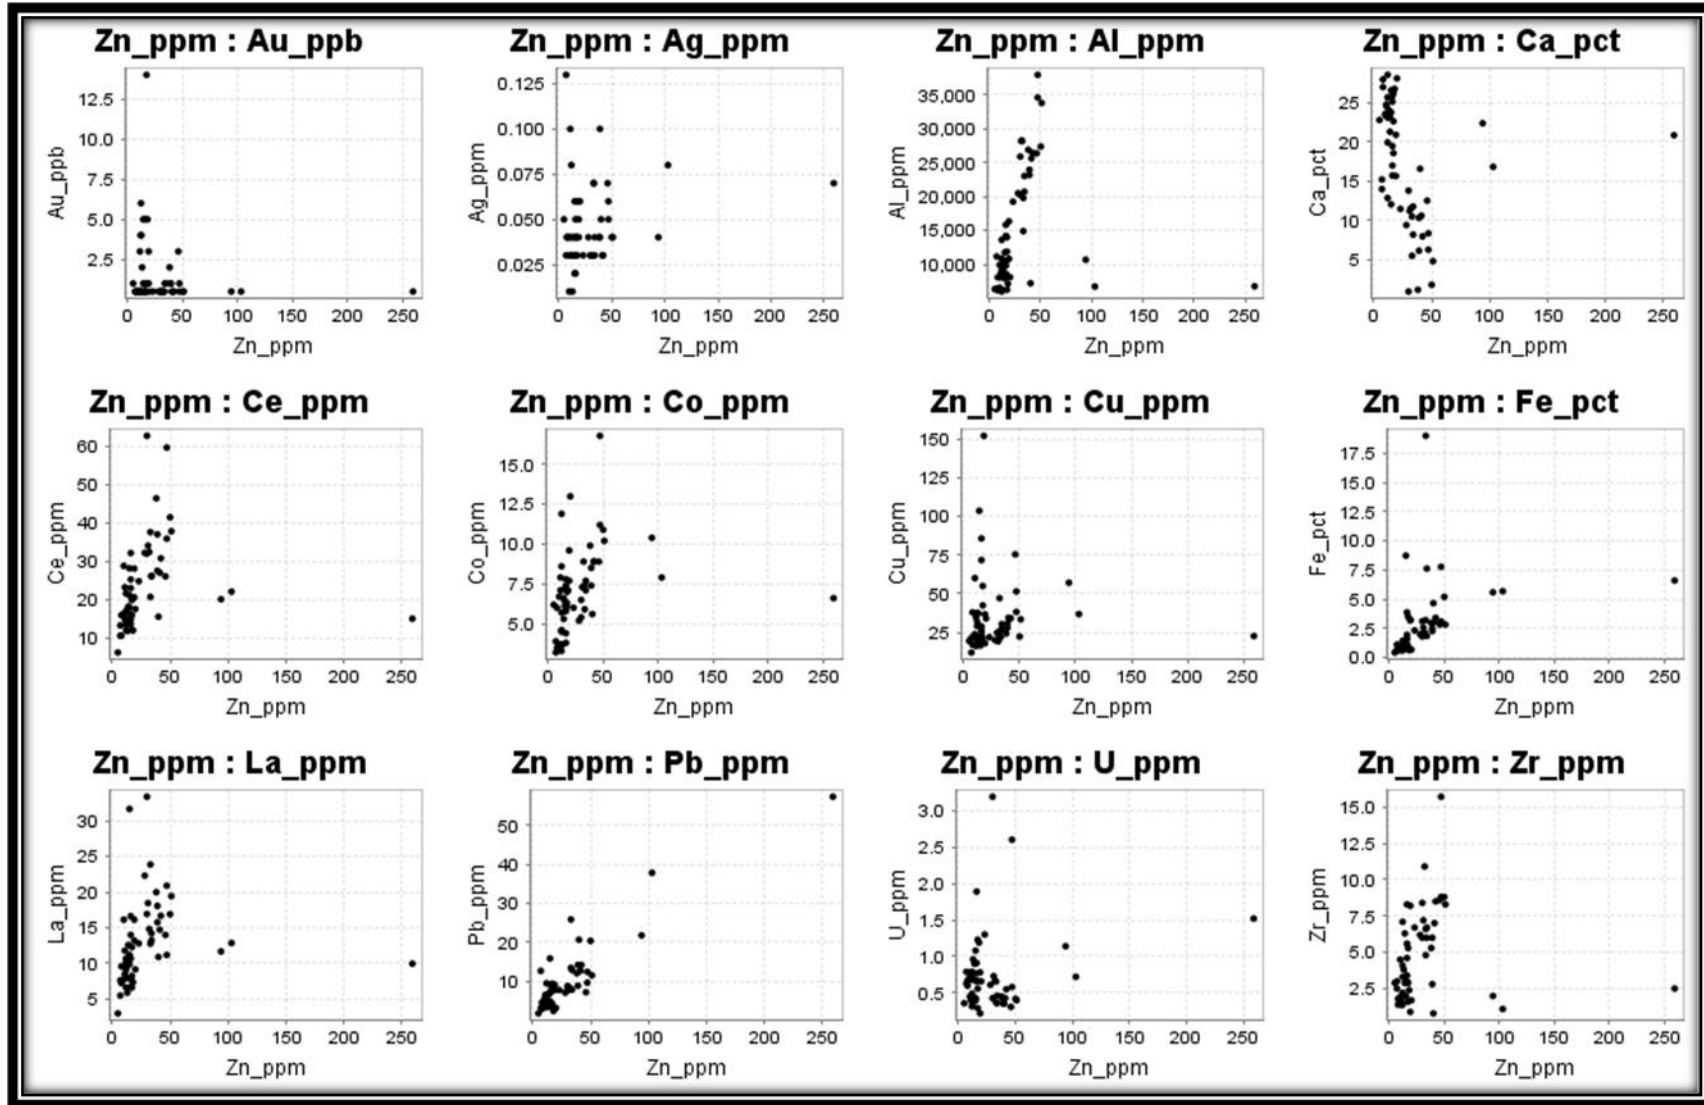 Zn_ppm : Au_ppb
12.5
10.0
7.5
5.0
2.5
Au_ppb
0 50 100 150 200 250
Zn_ppm
Zn_ppm : Ag_ppm
0.125
0.100
0.075
0.050
0.025
Ag_ppm
0 50 100 150 200 250
Zn_ppm
Zn_ppm : Al_ppm
35,000
30,000
25,000
20,000
15,000
10,000
Al_ppm
0 50 100 150 200 250
Zn_ppm
Zn_ppm : Ca_pct
25
20
15
10
5
Ca_pct
0 50 100 150 200 250
Zn_ppm
Zn_ppm : Ce_ppm
60
50
40
30
20
10
Ce_ppm
0 50 100 150 200 250
Zn_ppm
Zn_ppm : Co_ppm
15.0
12.5
10.0
7.5
5.0
Co_ppm
0 50 100 150 200 250
Zn_ppm
Zn_ppm : Cu_ppm
150
125
100
75
50
25
Cu_ppm
0 50 100 150 200 250
Zn_ppm
Zn_ppm : Fe_pct
17.5
15.0
12.5
10.0
7.5
5.0
2.5
0.0
Fe_pct
0 50 100 150 200 250
Zn_ppm
Zn_ppm : La_ppm
30
25
20
15
10
5
La_ppm
0 50 100 150 200 250
Zn_ppm
Zn_ppm : Pb_ppm
50
40
30
20
10
Pb_ppm
0 50 100 150 200 250
Zn_ppm
Zn_ppm : U_ppm
3.0
2.5
2.0
1.5
1.0
0.5
U_ppm
0 50 100 150 200 250
Zn_ppm
Zn_ppm : Zr_ppm
15.0
12.5
10.0
7.5
5.0
2.5
Zr_ppm
0 50 100 150 200 250
Zn_ppm